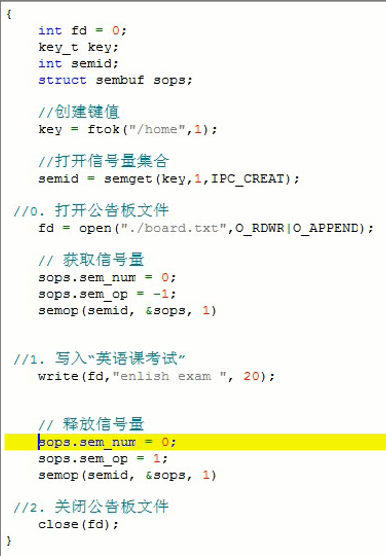 {
int fd = 0;
key_t key;
int semid;
struct sembuf sops;
//创建键值
key = ftok("/home",1);
//打开信号量集合
semid = semget(key,1,IPC_CREAT);
//0. 打开公告板文件
fd = open("./board.txt",O_RDWR|O_APPEND);
// 获取信号量
sops.sem_num = 0;
sops.sem_op = -1;
semop(semid, &sops, 1)
//1. 写入“英语课考试”
write(fd,"enlish exam ", 20);
// 释放信号量
sops.sem_num = 0;
sops.sem_op = 1;
semop(semid, &sops, 1)
//2. 关闭公告板文件
close(fd);
}